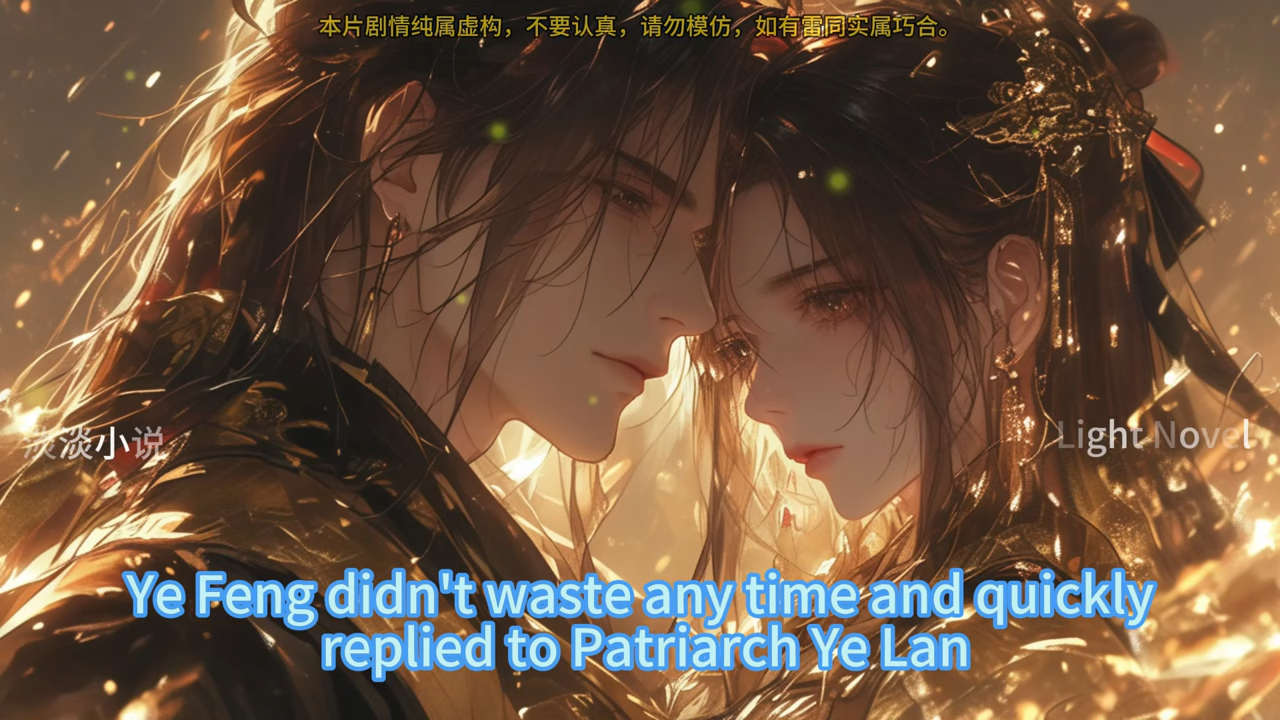 本片剧情纯属虚构，不要认真，请勿模仿，如有雷同实属巧合。
淡淡小说
Light Novel
Ye Feng didn't waste any time and quickly
replied to Patriarch Ye Lan